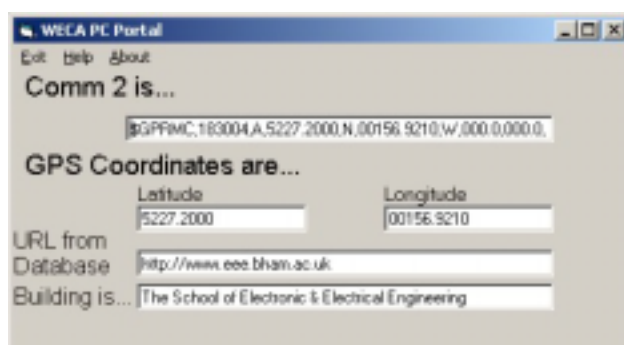 WECA PC Portal
Exit Help About
Comm 2 is...
$GPRMC,183004,A,5227.2000,N,00156.9210,W,000.0,000.0,
GPS Coordinates are...
Latitude Longitude
5227.2000 00156.9210
URL from
Database http://www.eee.bham.ac.uk
Building is... The School of Electronic & Electrical Engineering